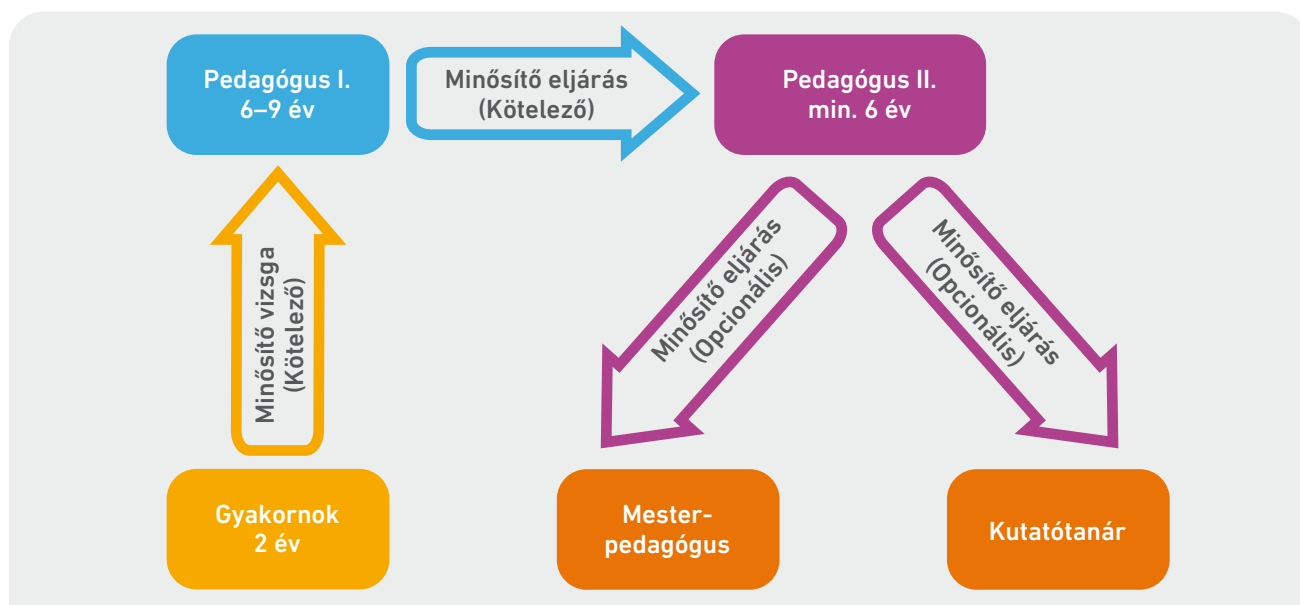 Pedagógus I.
6–9 év
Minősítő eljárás
(Kötelező)
Pedagógus II.
min. 6 év
Minősítő vizsga
(Kötelező)
Minősítő eljárás
(Opcionális)
Minősítő eljárás
(Opcionális)
Gyakornok
2 év
Mester-
pedagógus
Kutatótanár